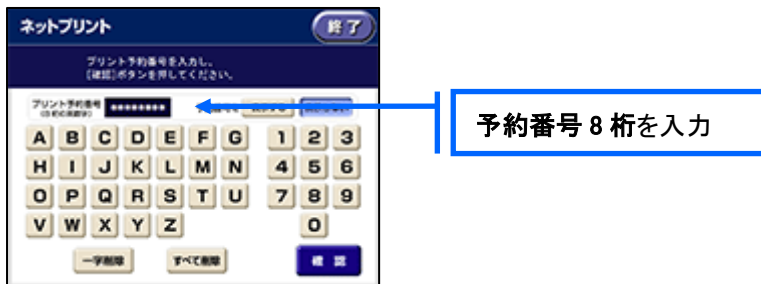 ネットプリント
終了
プリント予約番号を入力し、
［確認］ボタンを押してください。
プリント予約番号
********
予約番号8桁を入力
A B C D E F G 1 2 3
H I J K L M N 4 5 6
O P Q R S T U 7 8 9
V W X Y Z 0
一字削除 すべて削除 確認